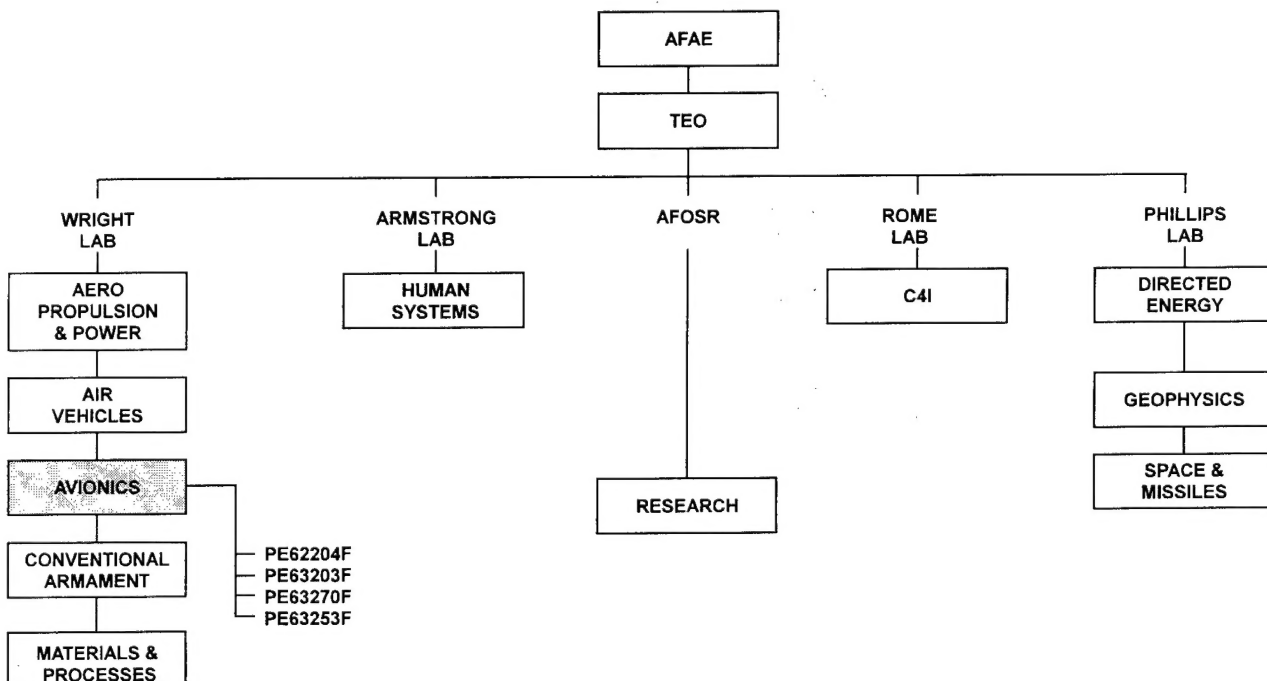 AFAE
TEO
WRIGHT
LAB
ARMSTRONG
LAB
AFOSR
ROME
LAB
PHILLIPS
LAB
AERO
PROPULSION
& POWER
HUMAN
SYSTEMS
C4I
DIRECTED
ENERGY
AIR
VEHICLES
GEOPHYSICS
AVIONICS
RESEARCH
SPACE &
MISSILES
CONVENTIONAL
ARMAMENT
PE62204F
PE63203F
PE63270F
PE63253F
MATERIALS &
PROCESSES